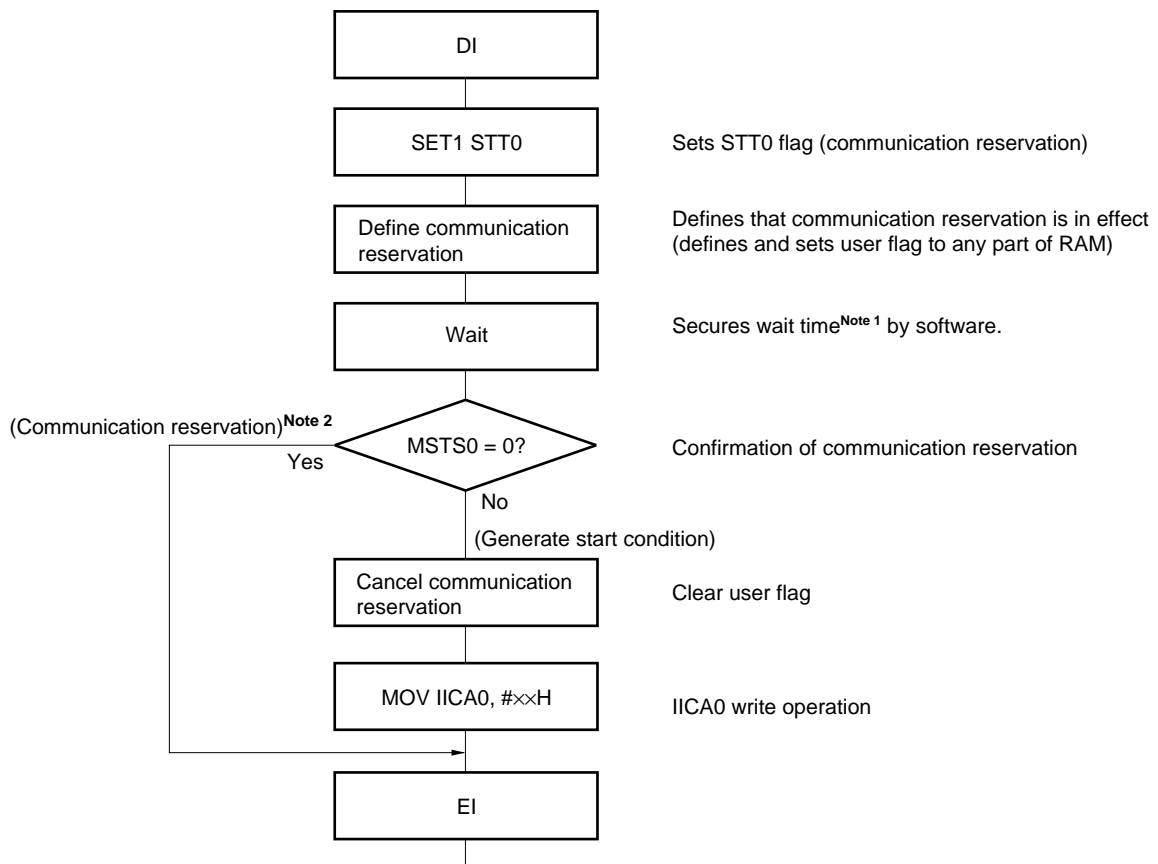 DI
SET1 STT0
Sets STT0 flag (communication reservation)
Define communication
reservation
Defines that communication reservation is in effect
(defines and sets user flag to any part of RAM)
Wait
Secures wait timeNote 1 by software.
(Communication reservation)Note 2
MSTS0 = 0?
Confirmation of communication reservation
Yes
No
(Generate start condition)
Cancel communication
reservation
Clear user flag
MOV IICA0, #××H
IICA0 write operation
EI